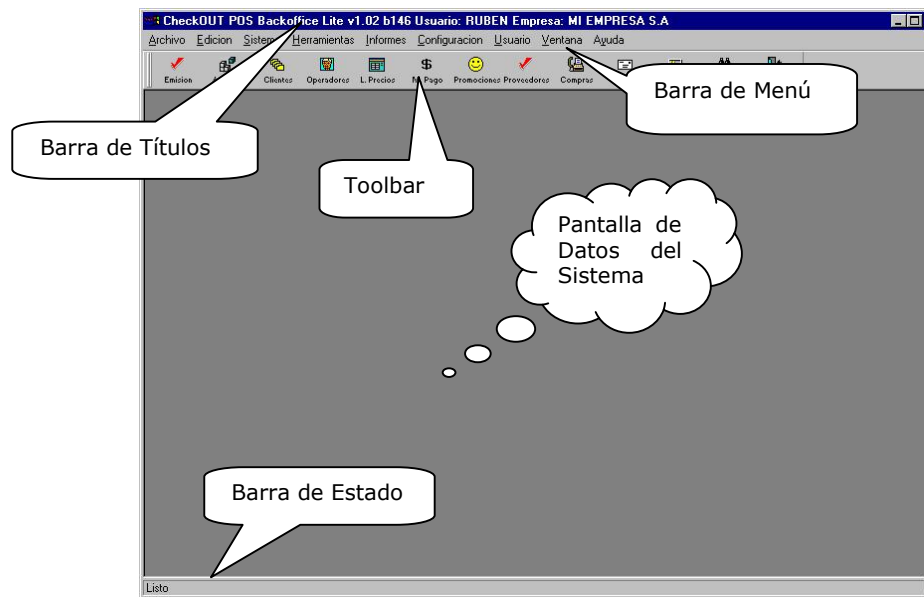 CheckOUT POS Backoffice Lite v1.02 b146 Usuario: RUBEN Empresa: MI EMPRESA S.A
Archivo Edicion Sistema Herramientas Informes Configuracion Usuario Ventana Ayuda
Emision Clientes Operadores L. Precios Pago Promociones Proveedores Compras
Barra de Menú
Barra de Títulos
Toolbar
Pantalla de
Datos del
Sistema
Barra de Estado
Listo